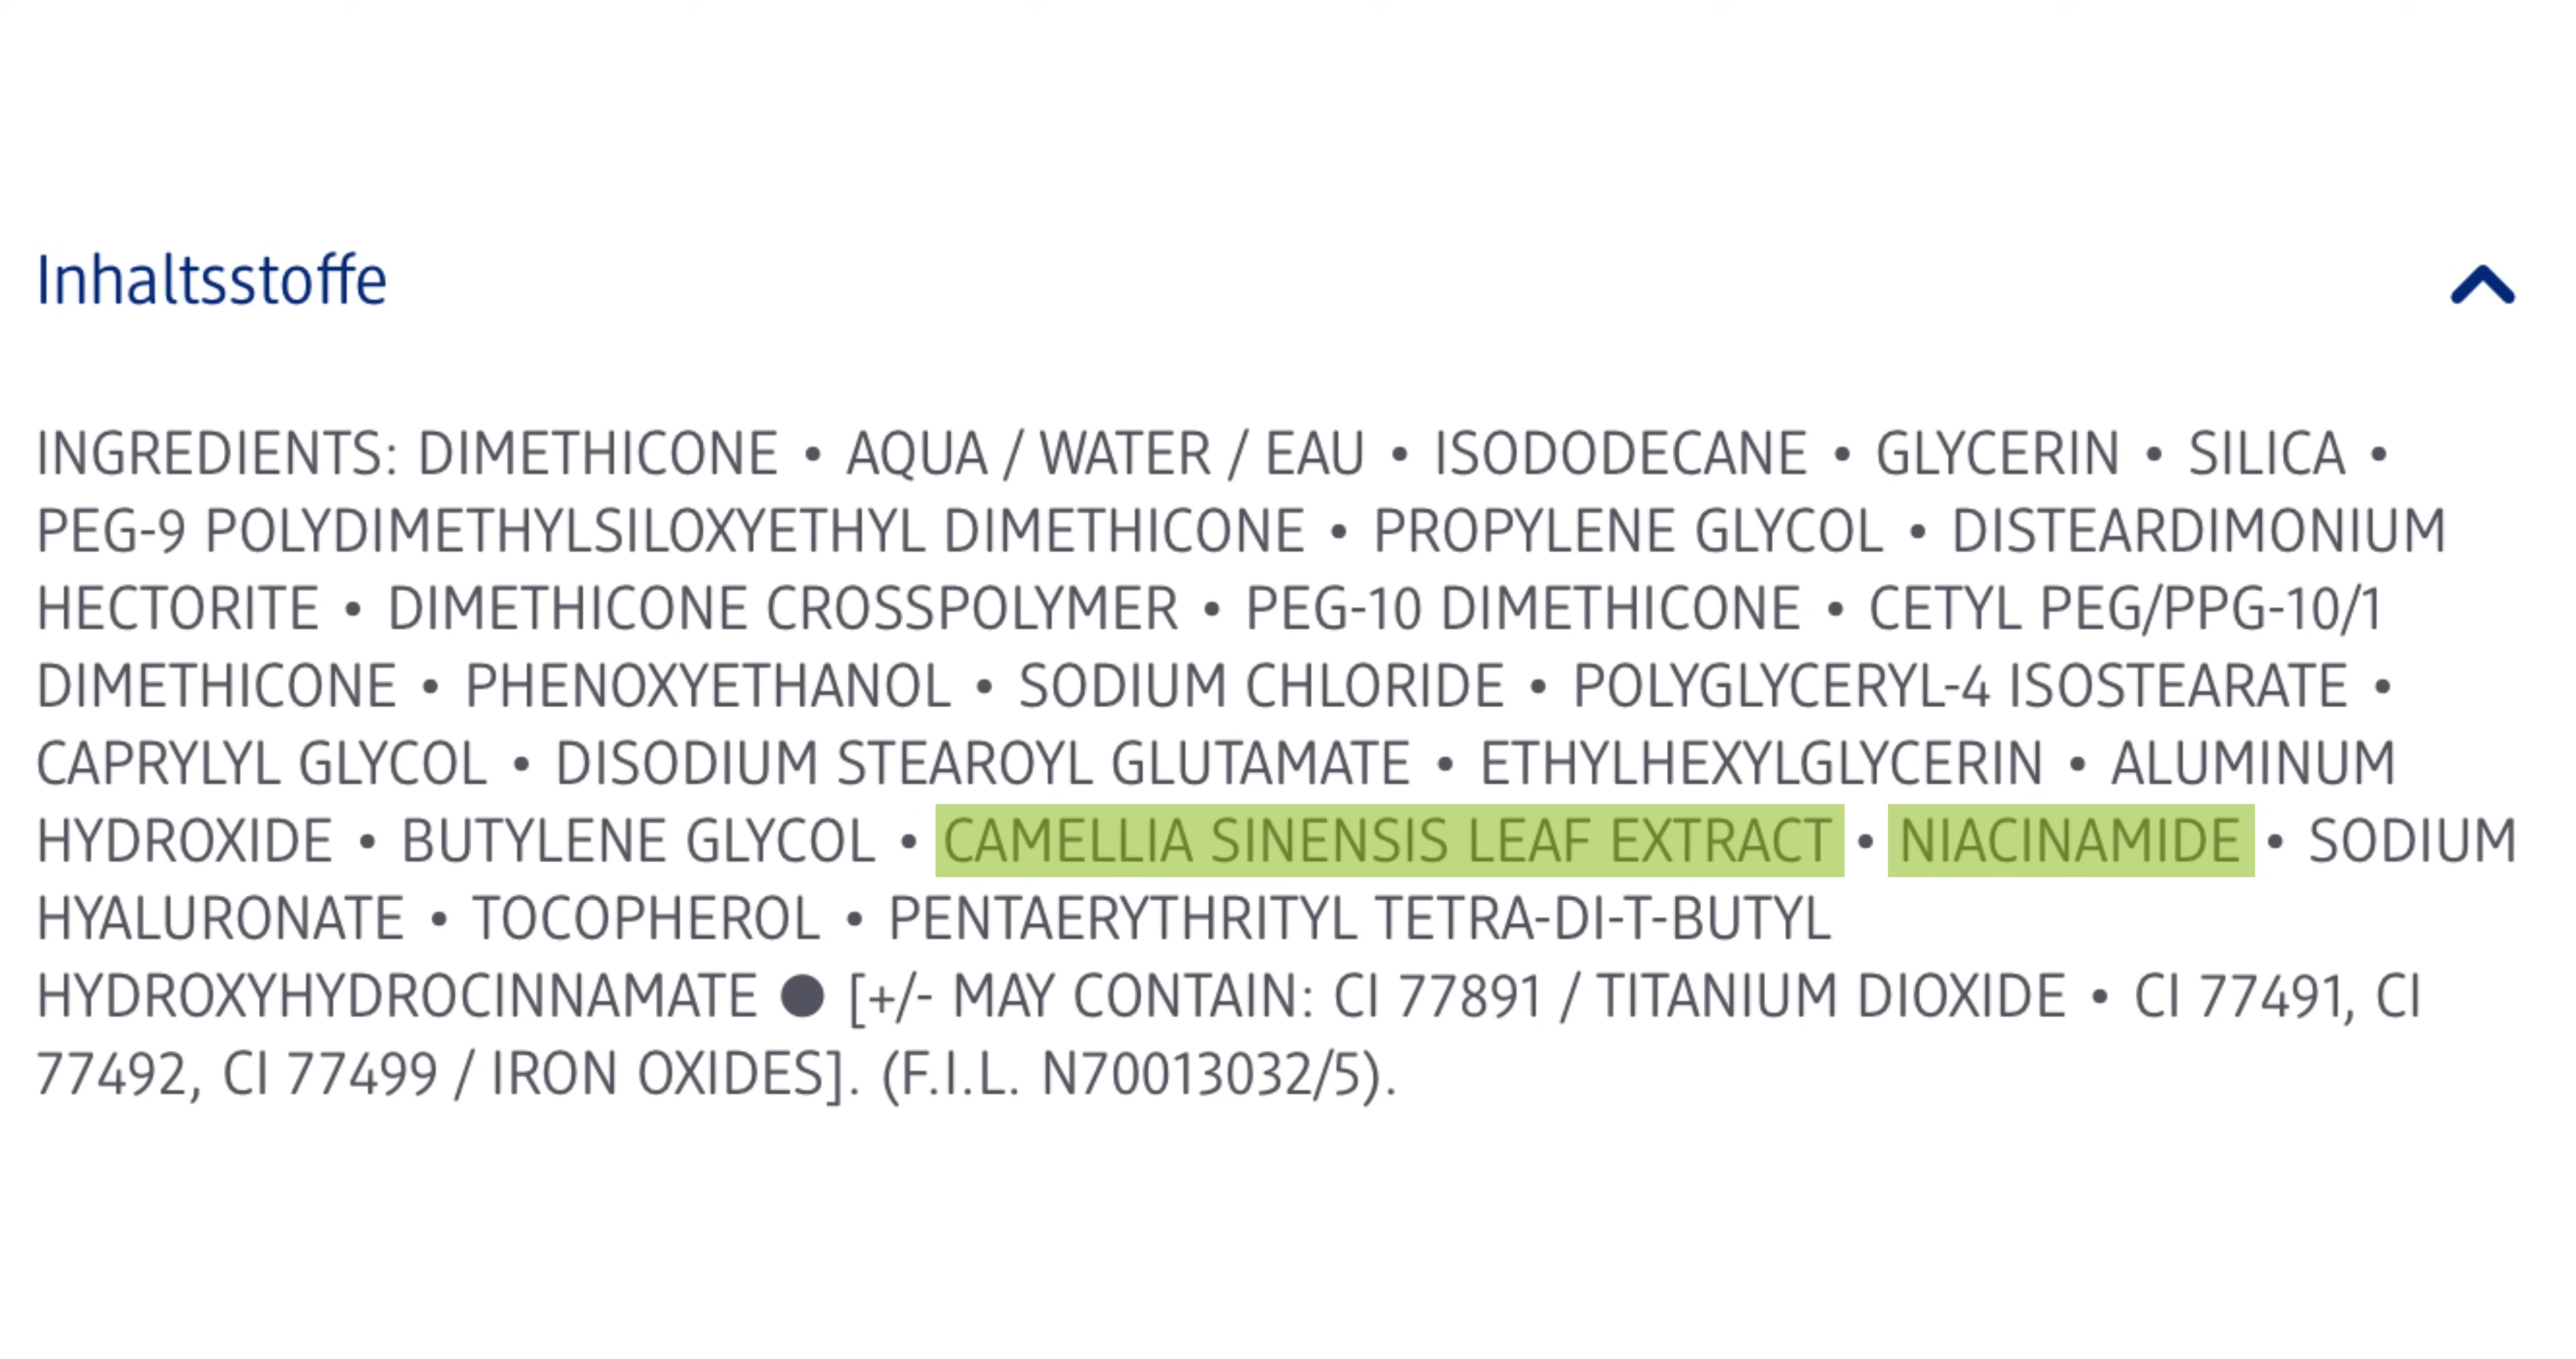 Inhaltsstoffe
INGREDIENTS: DIMETHICONE • AQUA / WATER / EAU • ISODODECANE • GLYCERIN • SILICA •
PEG-9 POLYDIMETHYLSILOXYETHYL DIMETHICONE • PROPYLENE GLYCOL • DISTEARDIMONIUM
HECTORITE • DIMETHICONE CROSSPOLYMER • PEG-10 DIMETHICONE • CETYL PEG/PPG-10/1
DIMETHICONE • PHENOXYETHANOL • SODIUM CHLORIDE • POLYGLYCERYL-4 ISOSTEARATE •
CAPRYLYL GLYCOL • DISODIUM STEAROYL GLUTAMATE • ETHYLHEXYLGLYCERIN • ALUMINUM
HYDROXIDE • BUTYLENE GLYCOL • CAMELLIA SINENSIS LEAF EXTRACT • NIACINAMIDE • SODIUM
HYALURONATE • TOCOPHEROL • PENTAERYTHRITYL TETRA-DI-T-BUTYL
HYDROXYHYDROCINNAMATE ● [+/- MAY CONTAIN: CI 77891 / TITANIUM DIOXIDE • CI 77491, CI
77492, CI 77499 / IRON OXIDES]. (F.I.L. N70013032/5).